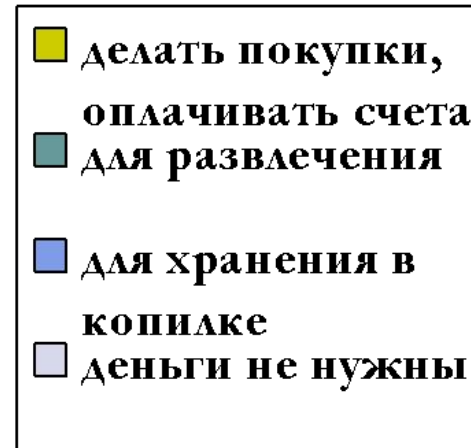 делать покупки,
оплачивать счета
для развлечения
для хранения в
копилке
деньги не нужны